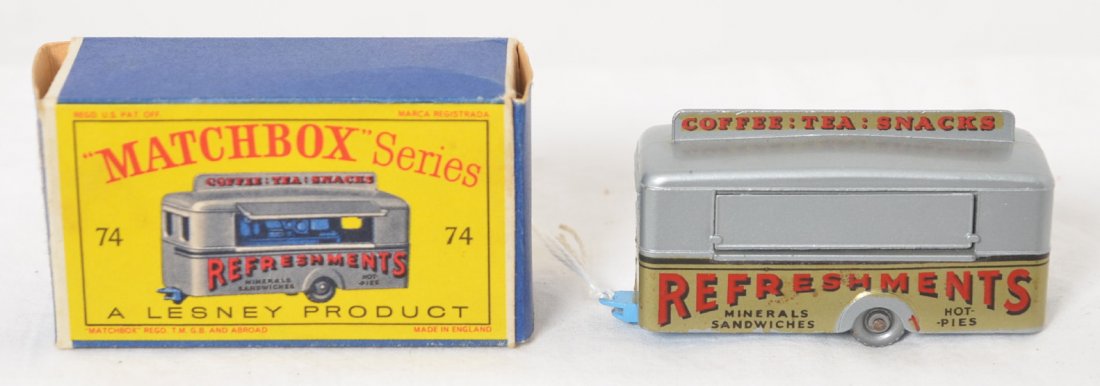 REGD. U.S. PAT. OFF. MARCA REGISTRADA
"MATCHBOX" Series
COFFEE : TEA : SNACKS
74 74
REFRESHMENTS
MINERALS HOT-
SANDWICHES -PIES
A LESNEY PRODUCT
"MATCHBOX" REGD. T.M. G.B. AND ABROAD MADE IN ENGLAND
COFFEE : TEA : SNACKS
REFRESHMENTS
MINERALS HOT-
SANDWICHES -PIES